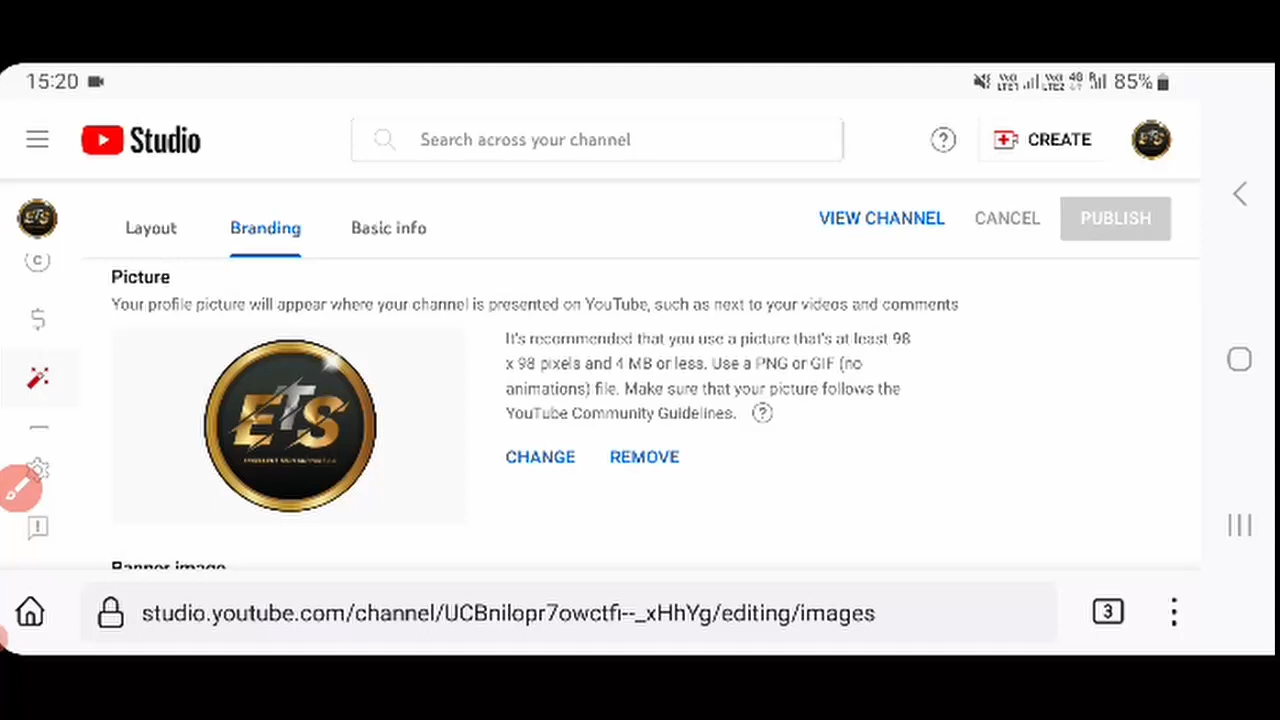 15:20
85%
Studio
Search across your channel
CREATE
Layout
Branding
Basic info
VIEW CHANNEL
CANCEL
PUBLISH
Picture
Your profile picture will appear where your channel is presented on YouTube, such as next to your videos and comments
It's recommended that you use a picture that's at least 98
x 98 pixels and 4 MB or less. Use a PNG or GIF (no
animations) file. Make sure that your picture follows the
YouTube Community Guidelines.
CHANGE
REMOVE
ETS
Banner image
studio.youtube.com/channel/UCBnilopr7owctfi--_xHhYg/editing/images
3